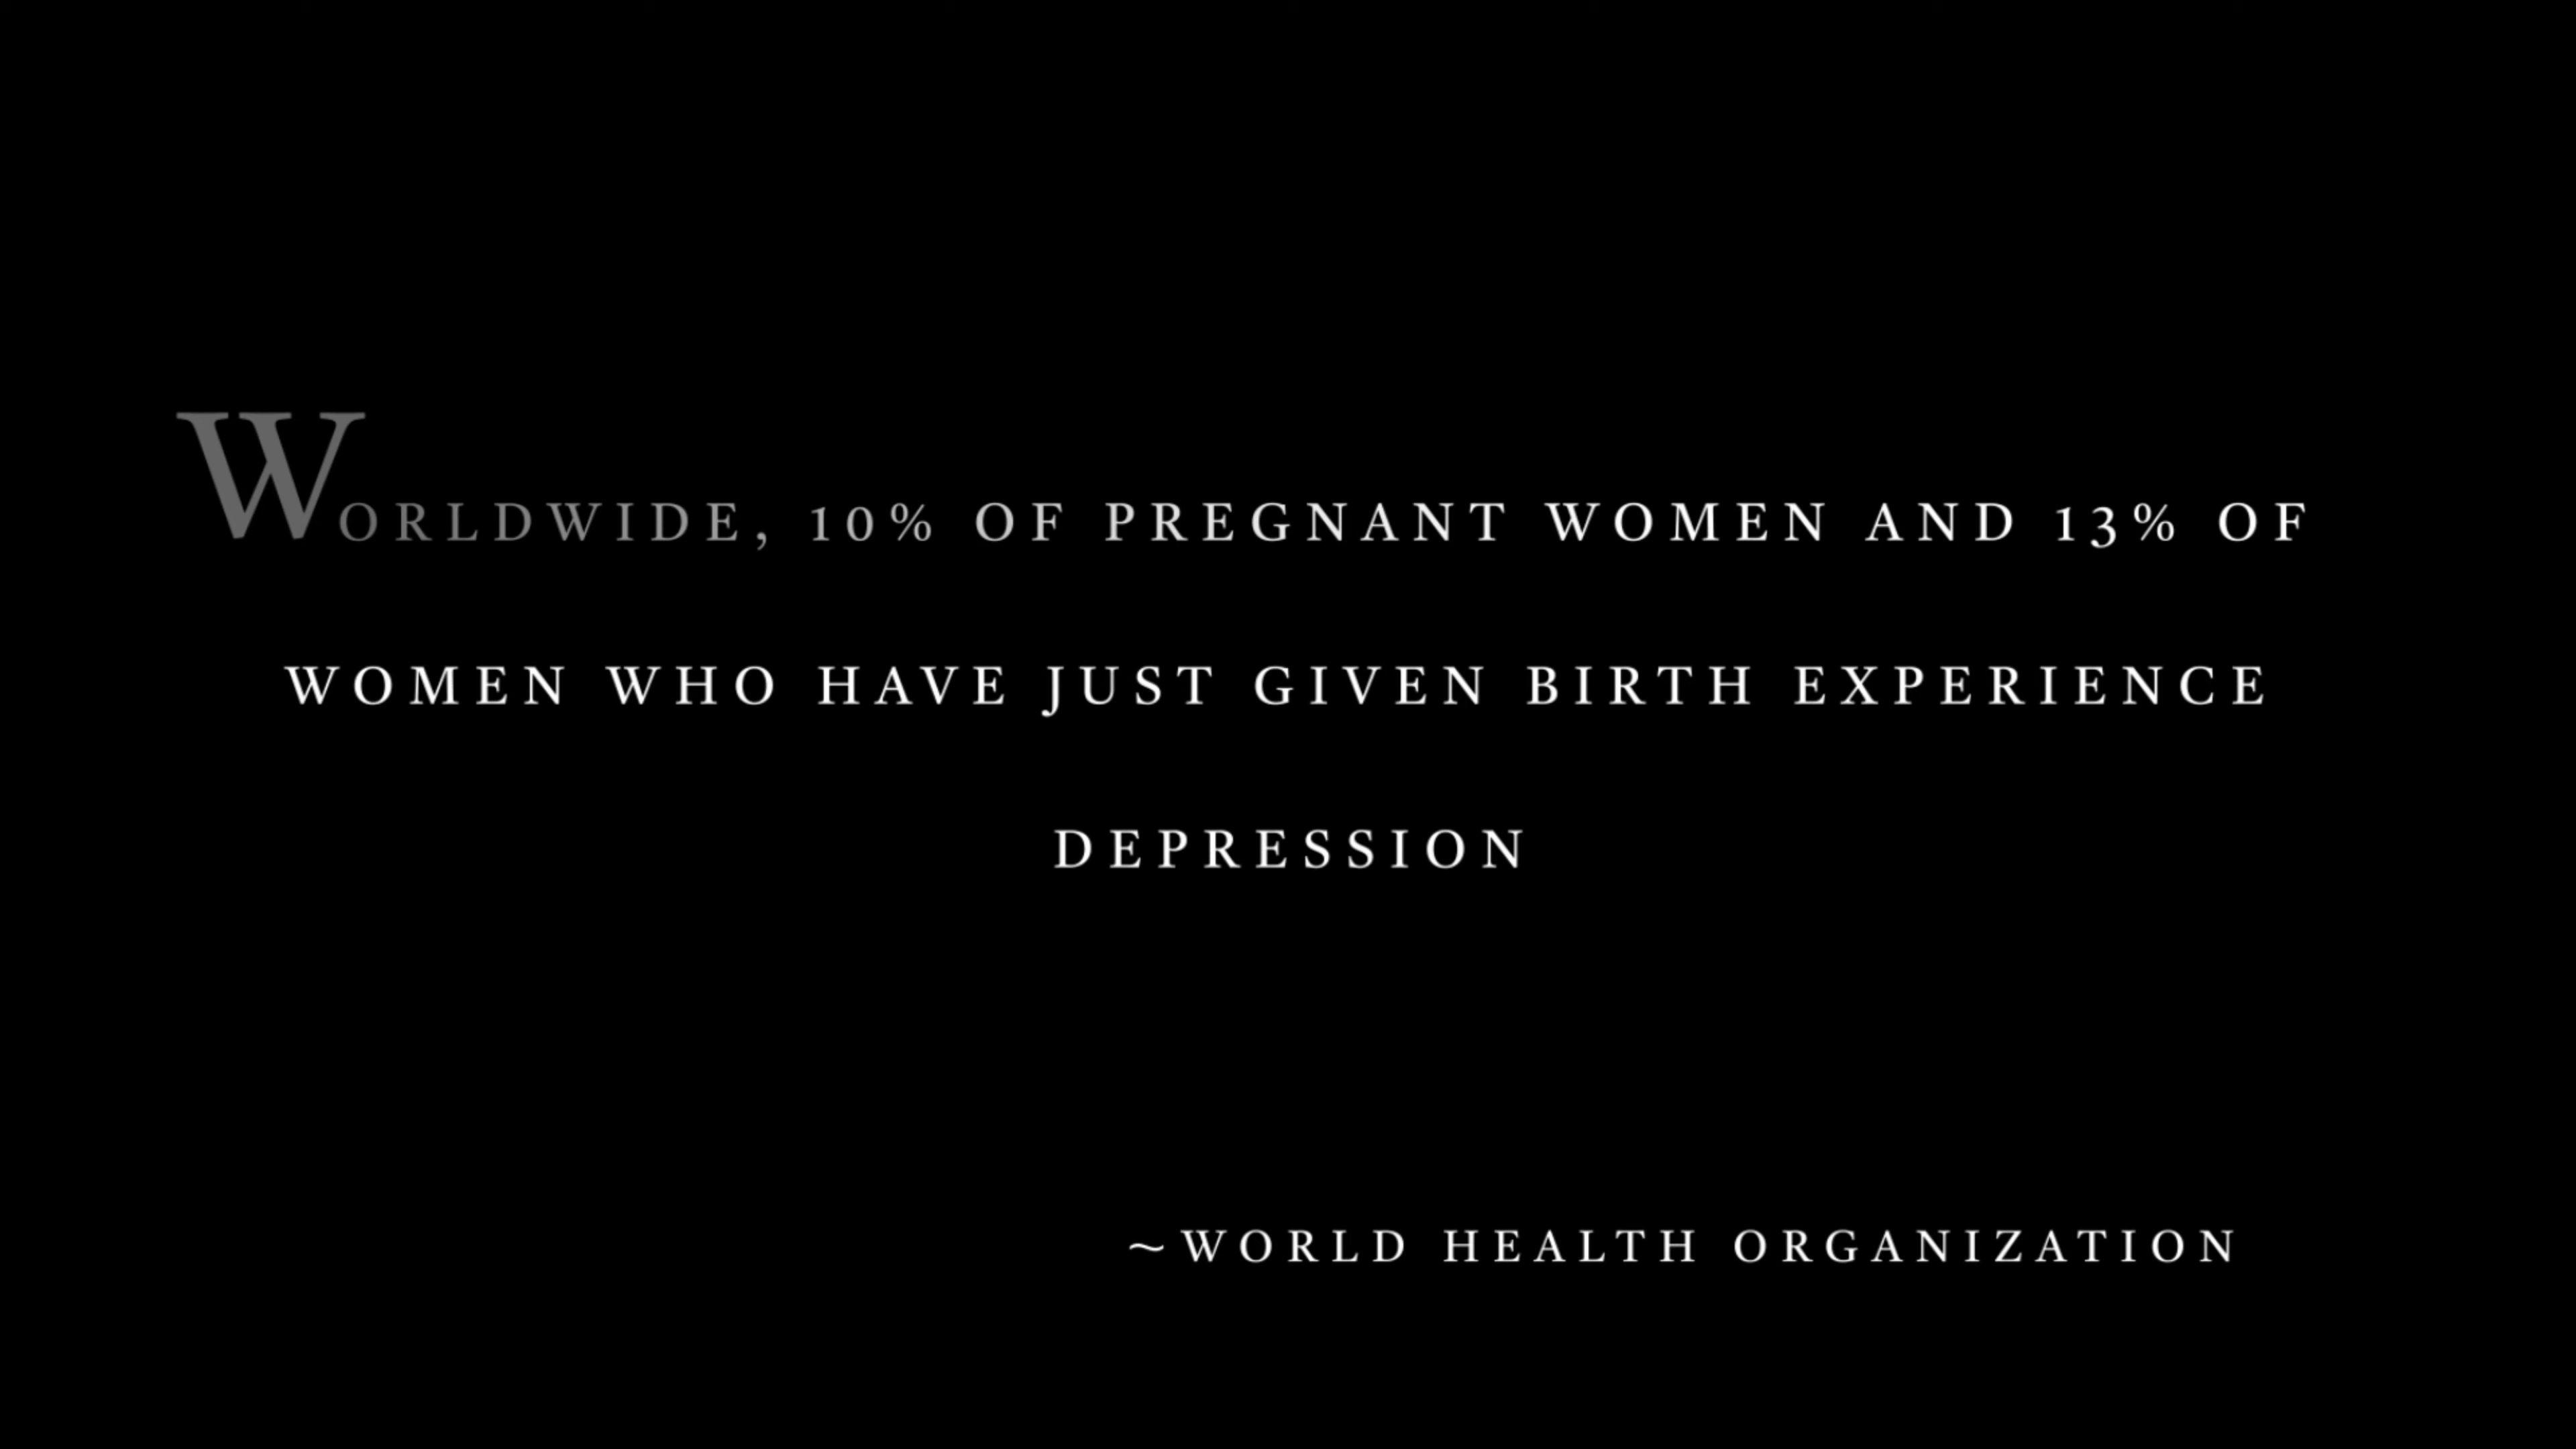 WORLDWIDE, 10% OF PREGNANT WOMEN AND 13% OF
WOMEN WHO HAVE JUST GIVEN BIRTH EXPERIENCE
DEPRESSION
~WORLD HEALTH ORGANIZATION